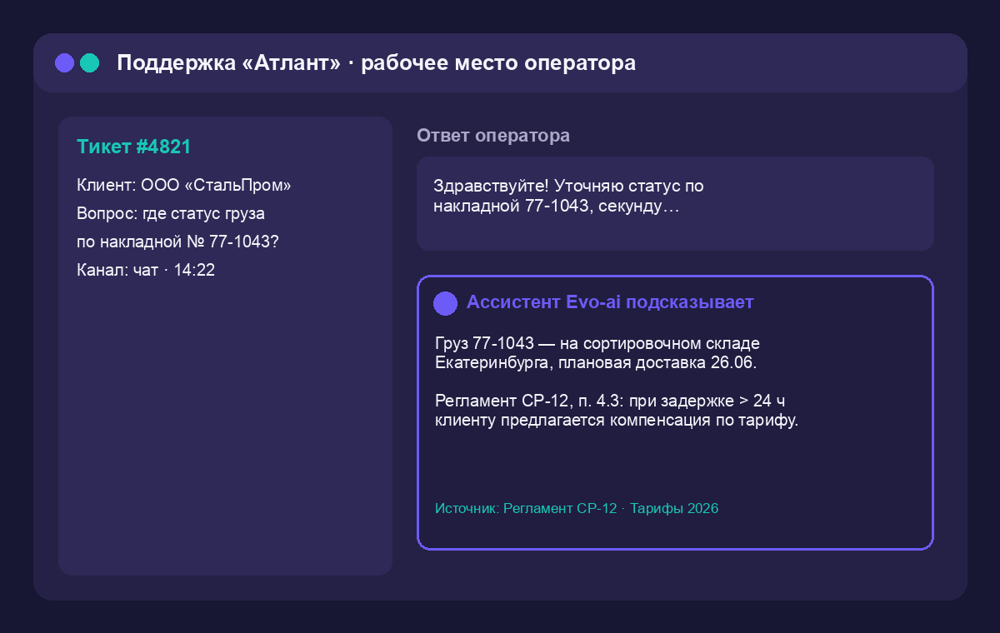 Поддержка «Атлант» · рабочее место оператора
Тикет #4821
Клиент: ООО «СтальПром»
Вопрос: где статус груза
по накладной № 77-1043?
Канал: чат · 14:22
Ответ оператора
Здравствуйте! Уточняю статус по
накладной 77-1043, секунду…
Ассистент Evo-ai подсказывает
Груз 77-1043 — на сортировочном складе
Екатеринбурга, плановая доставка 26.06.
Регламент СР-12, п. 4.3: при задержке > 24 ч
клиенту предлагается компенсация по тарифу.
Источник: Регламент СР-12 · Тарифы 2026